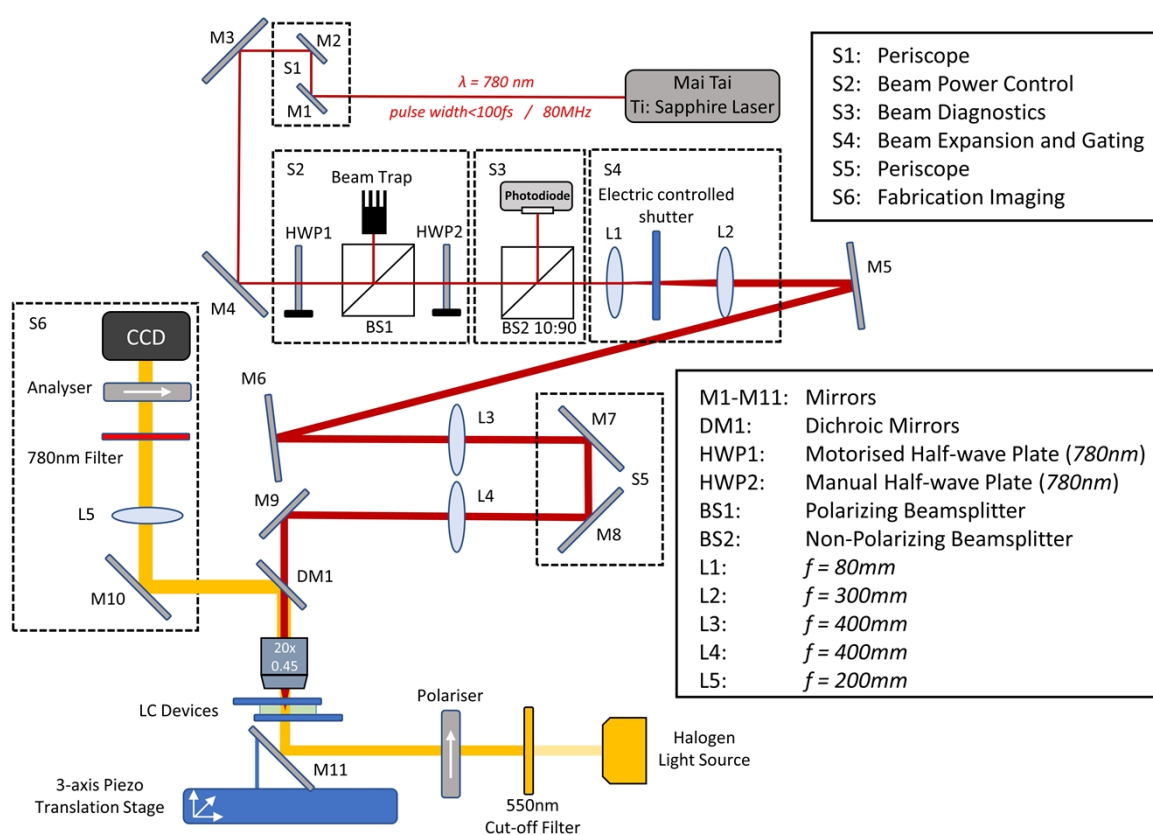 M3
M2
S1
M1
λ = 780 nm
pulse width<100fs / 80MHz
Mai Tai
Ti: Sapphire Laser
S1: Periscope
S2: Beam Power Control
S3: Beam Diagnostics
S4: Beam Expansion and Gating
S5: Periscope
S6: Fabrication Imaging
S2
Beam Trap
HWP1
HWP2
BS1
M4
S3
Photodiode
BS2 10:90
S4
Electric controlled
shutter
L1
L2
M5
S6
CCD
Analyser
780nm Filter
L5
M10
M6
L3
M7
S5
M9
L4
M8
DM1
20x
0.45
LC Devices
M11
3-axis Piezo
Translation Stage
Polariser
550nm
Cut-off Filter
Halogen
Light Source
M1-M11: Mirrors
DM1: Dichroic Mirrors
HWP1: Motorised Half-wave Plate (780nm)
HWP2: Manual Half-wave Plate (780nm)
BS1: Polarizing Beamsplitter
BS2: Non-Polarizing Beamsplitter
L1: f = 80mm
L2: f = 300mm
L3: f = 400mm
L4: f = 400mm
L5: f = 200mm